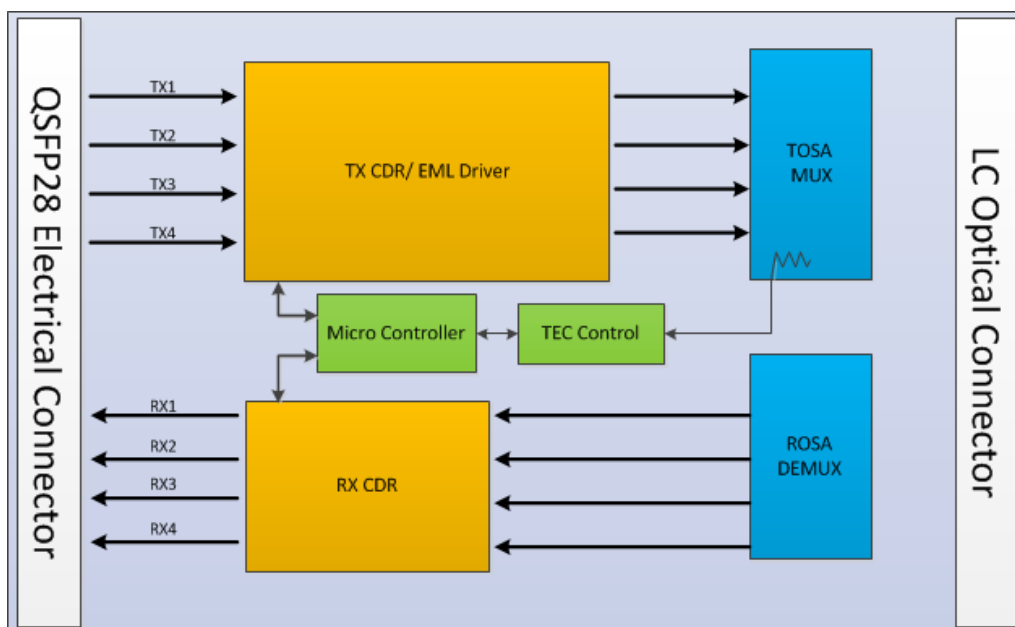 QSFP28 Electrical Connector
TX1
TX2
TX3
TX4
TX CDR/ EML Driver
TOSA
MUX
LC Optical Connector
Micro Controller
TEC Control
RX1
RX2
RX3
RX4
RX CDR
ROSA
DEMUX